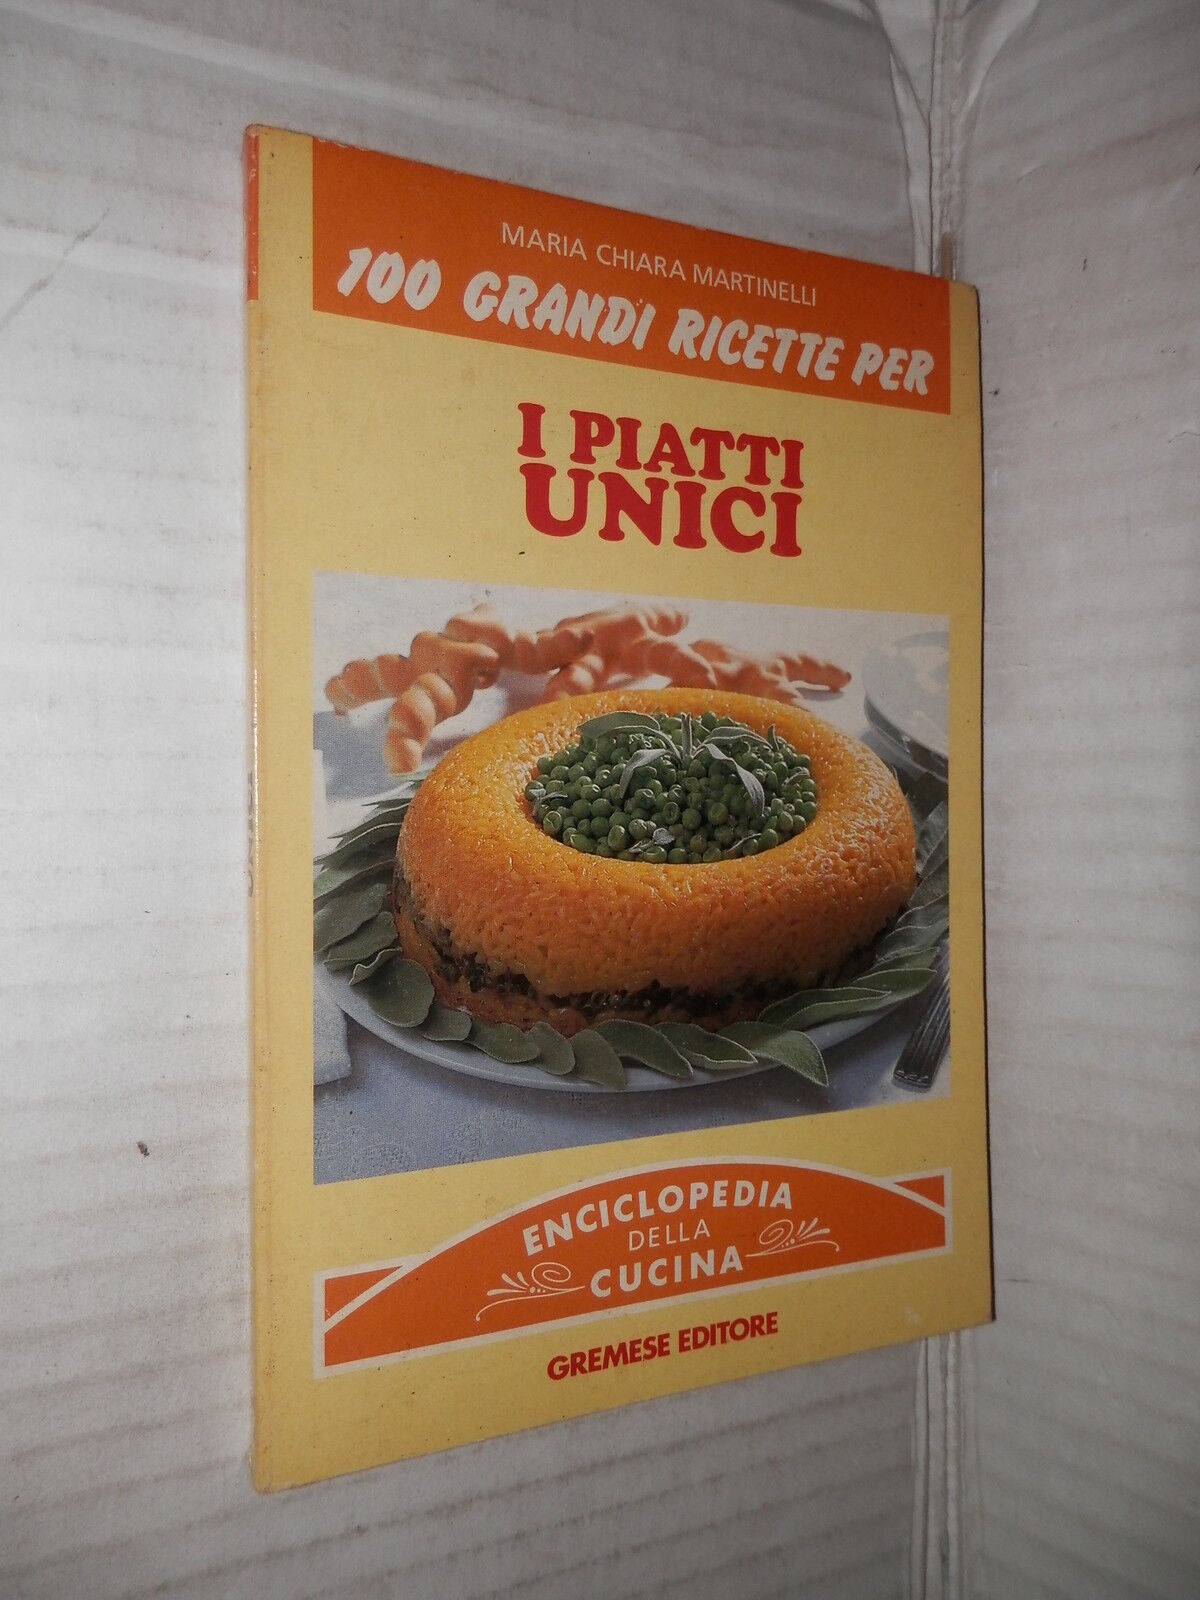 MARIA CHIARA MARTINELLI
100 GRANDI RICETTE PER
I PIATTI
UNICI
ENCICLOPEDIA
DELLA
CUCINA
GREMESE EDITORE